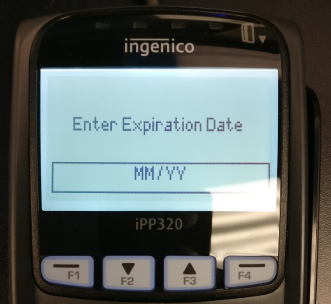 ingenico
Enter Expiration Date
MM/YY
iPP320
F1
F2
F3
F4